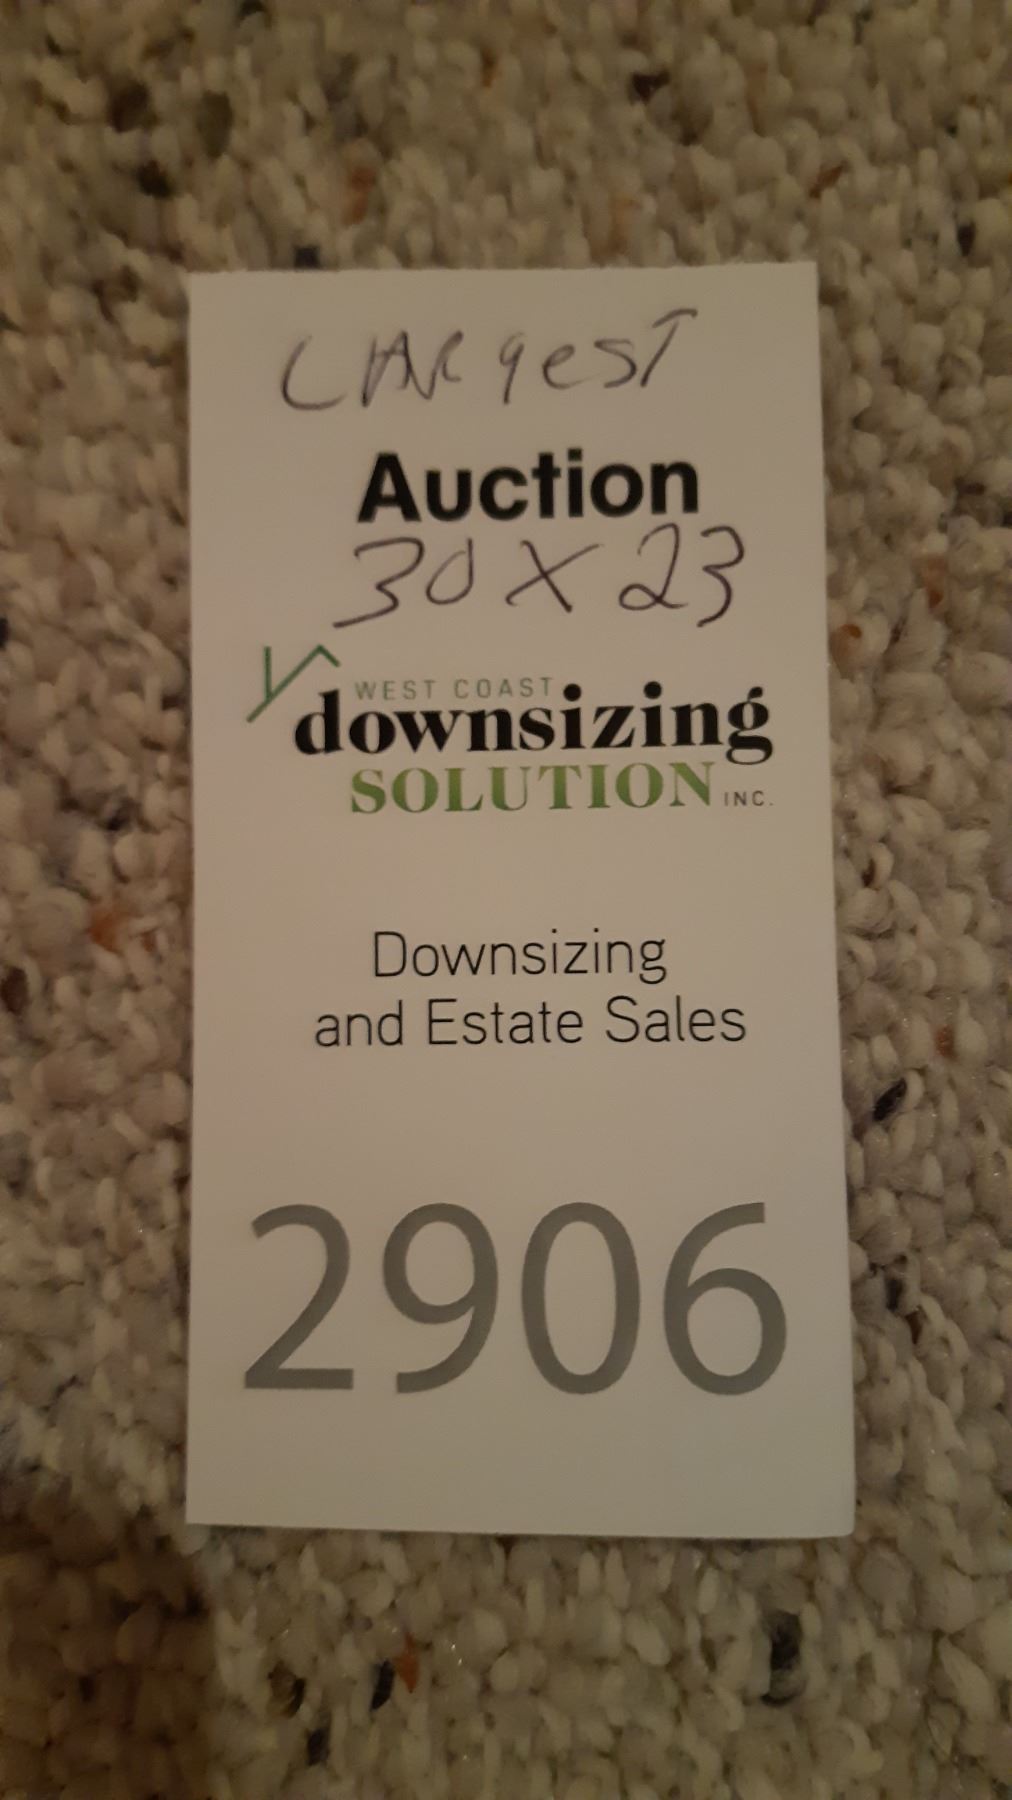 LARgesT
Auction
30 X 23
WEST COAST
downsizing
SOLUTION INC.
Downsizing
and Estate Sales
2906